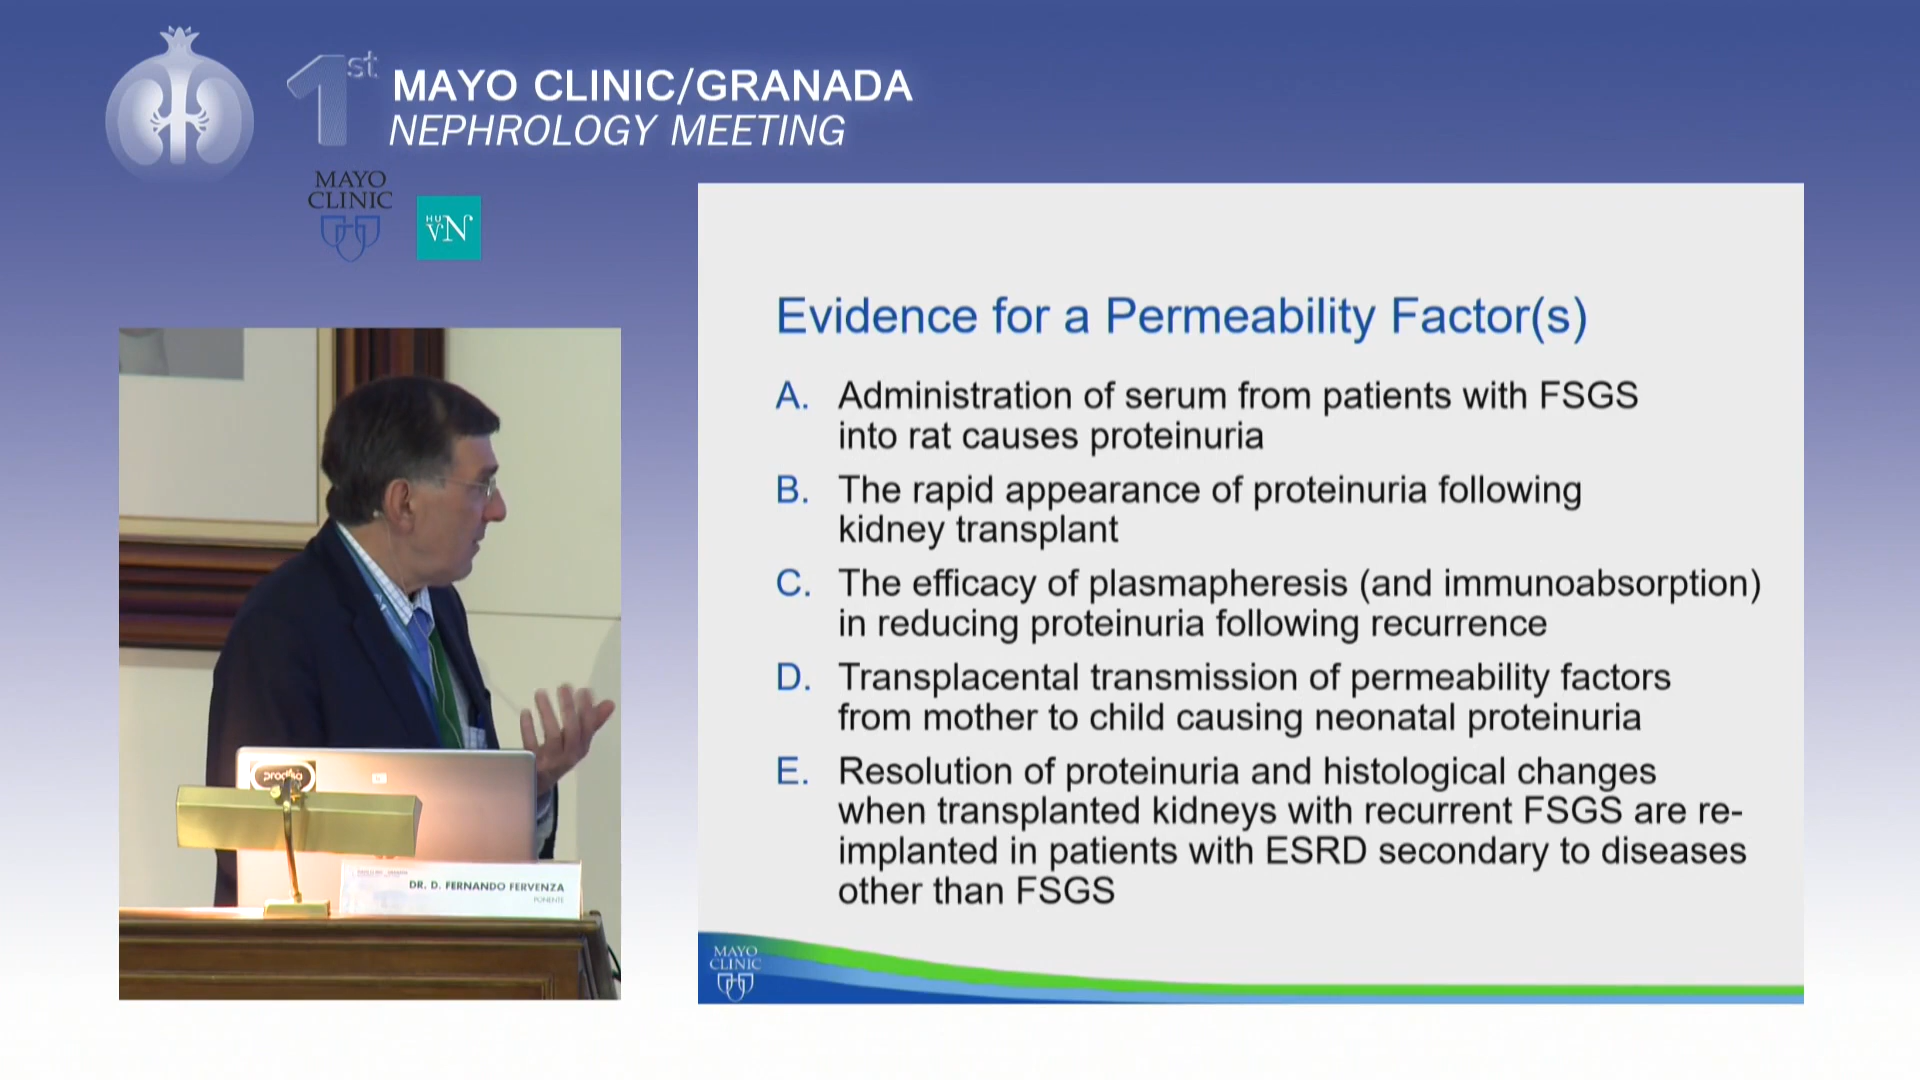 1st
MAYO CLINIC/GRANADA
NEPHROLOGY MEETING
MAYO
CLINIC
HU
VN
Evidence for a Permeability Factor(s)
A. Administration of serum from patients with FSGS
into rat causes proteinuria
B. The rapid appearance of proteinuria following
kidney transplant
C. The efficacy of plasmapheresis (and immunoabsorption)
in reducing proteinuria following recurrence
D. Transplacental transmission of permeability factors
from mother to child causing neonatal proteinuria
E. Resolution of proteinuria and histological changes
when transplanted kidneys with recurrent FSGS are re-
implanted in patients with ESRD secondary to diseases
other than FSGS
MAYO
CLINIC
DR. D. FERNANDO FERVENZA
PONENTE